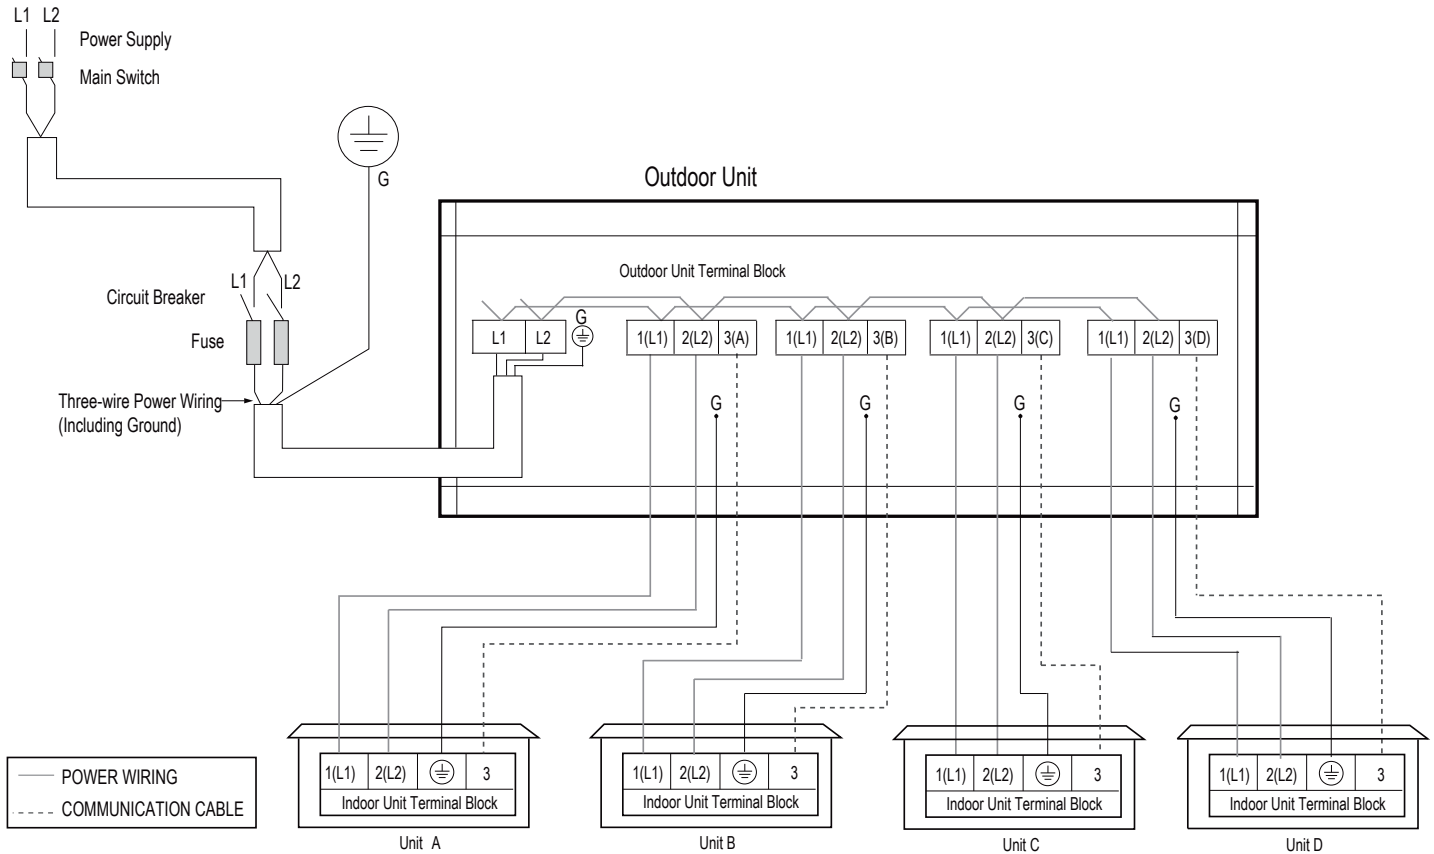 L1 L2
Power Supply
Main Switch
G
Outdoor Unit
Outdoor Unit Terminal Block
L1 L2
Circuit Breaker
Fuse
Three-wire Power Wiring
(Including Ground)
G
L1 L2
1(L1) 2(L2) 3(A)
1(L1) 2(L2) 3(B)
1(L1) 2(L2) 3(C)
1(L1) 2(L2) 3(D)
G G G G
1(L1) 2(L2) 3
Indoor Unit Terminal Block
Unit A
1(L1) 2(L2) 3
Indoor Unit Terminal Block
Unit B
1(L1) 2(L2) 3
Indoor Unit Terminal Block
Unit C
1(L1) 2(L2) 3
Indoor Unit Terminal Block
Unit D
POWER WIRING
COMMUNICATION CABLE